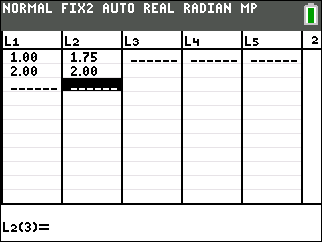 NORMAL FIX2 AUTO REAL RADIAN MP
L1 L2 L3 L4 L5 2
1.00 1.75 ------ ------ ------
2.00 2.00
------ ------
L2(3)=